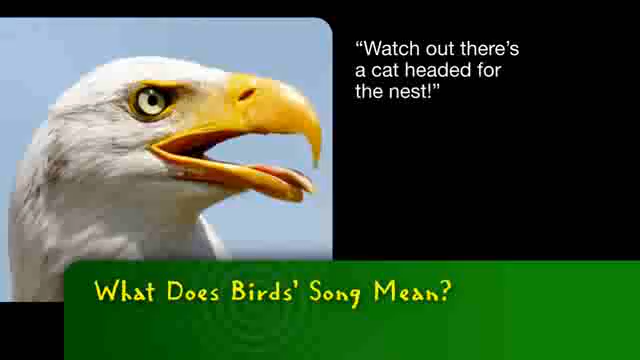 “Watch out there’s
a cat headed for
the nest!”
What Does Birds’ Song Mean?